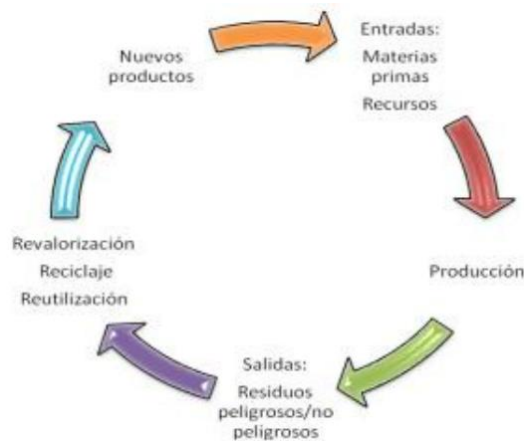 Entradas:
Materias
primas
Recursos
Producción
Salidas:
Residuos
peligrosos/no
peligrosos
Revalorización
Reciclaje
Reutilización
Nuevos
productos